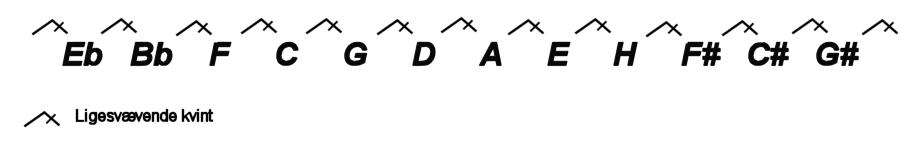 Eb Bb F C G D A E H F# C# G#
Ligesvævende kvint